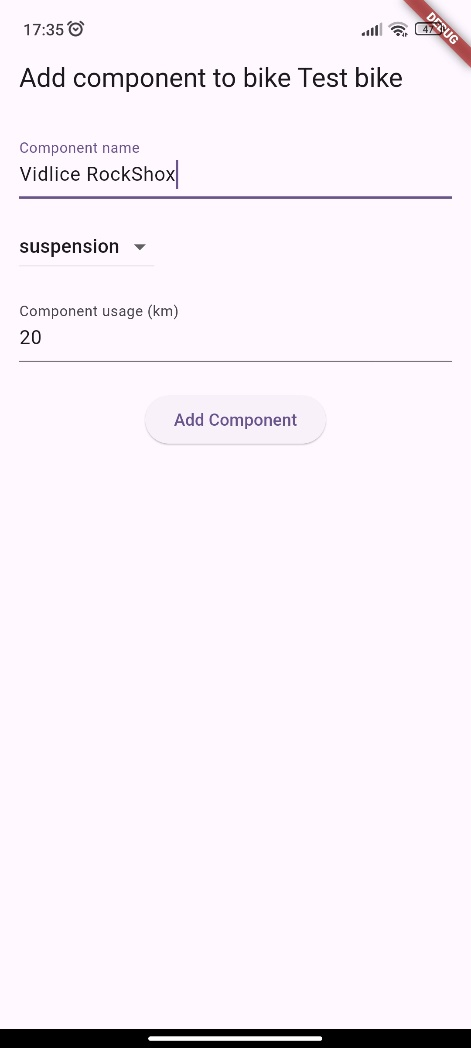 17:35
47
DEBUG
Add component to bike Test bike
Component name
Vidlice RockShox
suspension
Component usage (km)
20
Add Component